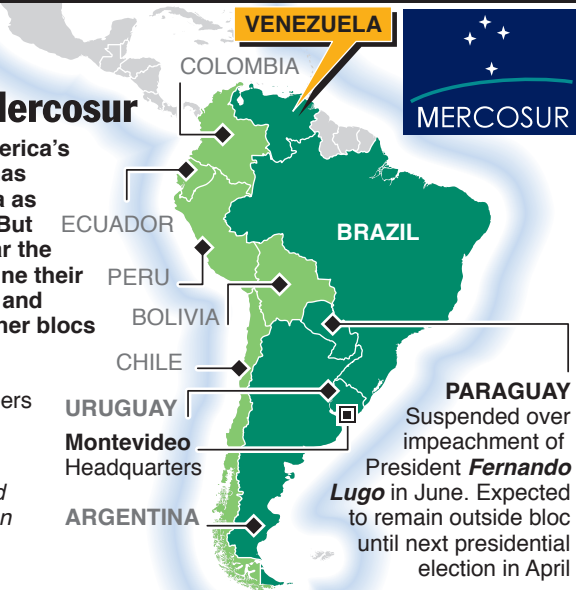 VENEZUELA
MERCOSUR
COLOMBIA
Mercosur
erica's
as
a as
But
ar the
ne their
and
her blocs
ers
d
n
ECUADOR
PERU
BOLIVIA
CHILE
URUGUAY
Montevideo
Headquarters
ARGENTINA
BRAZIL
PARAGUAY
Suspended over
impeachment of
President Fernando
Lugo in June. Expected
to remain outside bloc
until next presidential
election in April